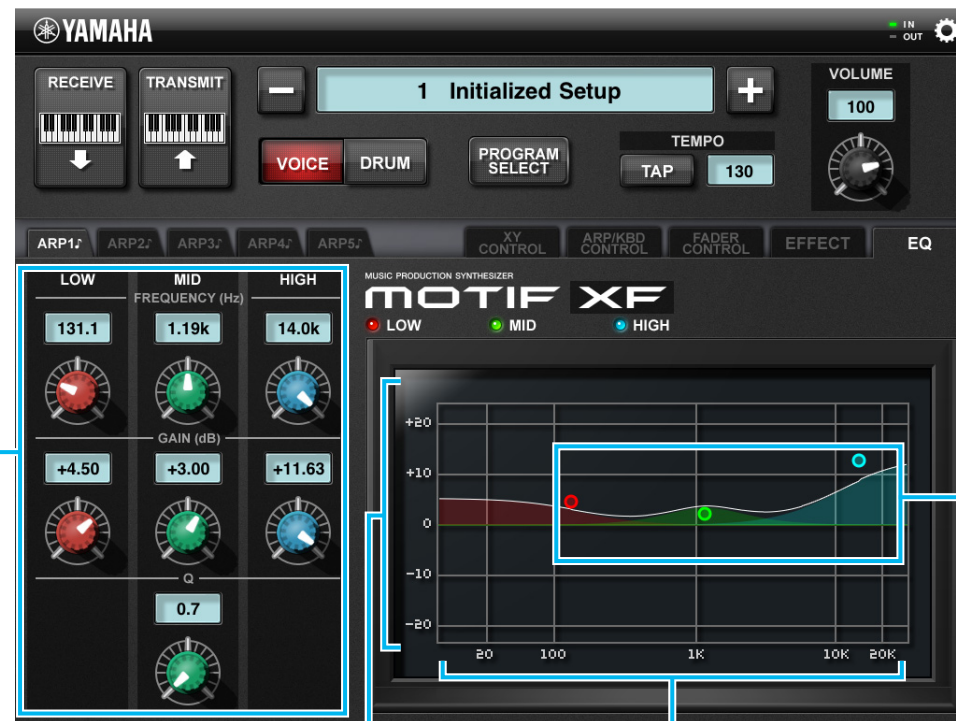 YAMAHA
IN
OUT
RECEIVE
TRANSMIT
1 Initialized Setup
VOLUME
100
VOICE
DRUM
PROGRAM
SELECT
TEMPO
TAP
130
ARP1♪ ARP2♪ ARP3♪ ARP4♪ ARP5♪
XY
CONTROL
ARP/KBD
CONTROL
FADER
CONTROL
EFFECT
EQ
LOW MID HIGH
FREQUENCY (Hz)
131.1 1.19k 14.0k
GAIN (dB)
+4.50 +3.00 +11.63
Q
0.7
MUSIC PRODUCTION SYNTHESIZER
MOTIF XF
LOW MID HIGH
+20
+10
0
-10
-20
20 100 1K 10K 20K